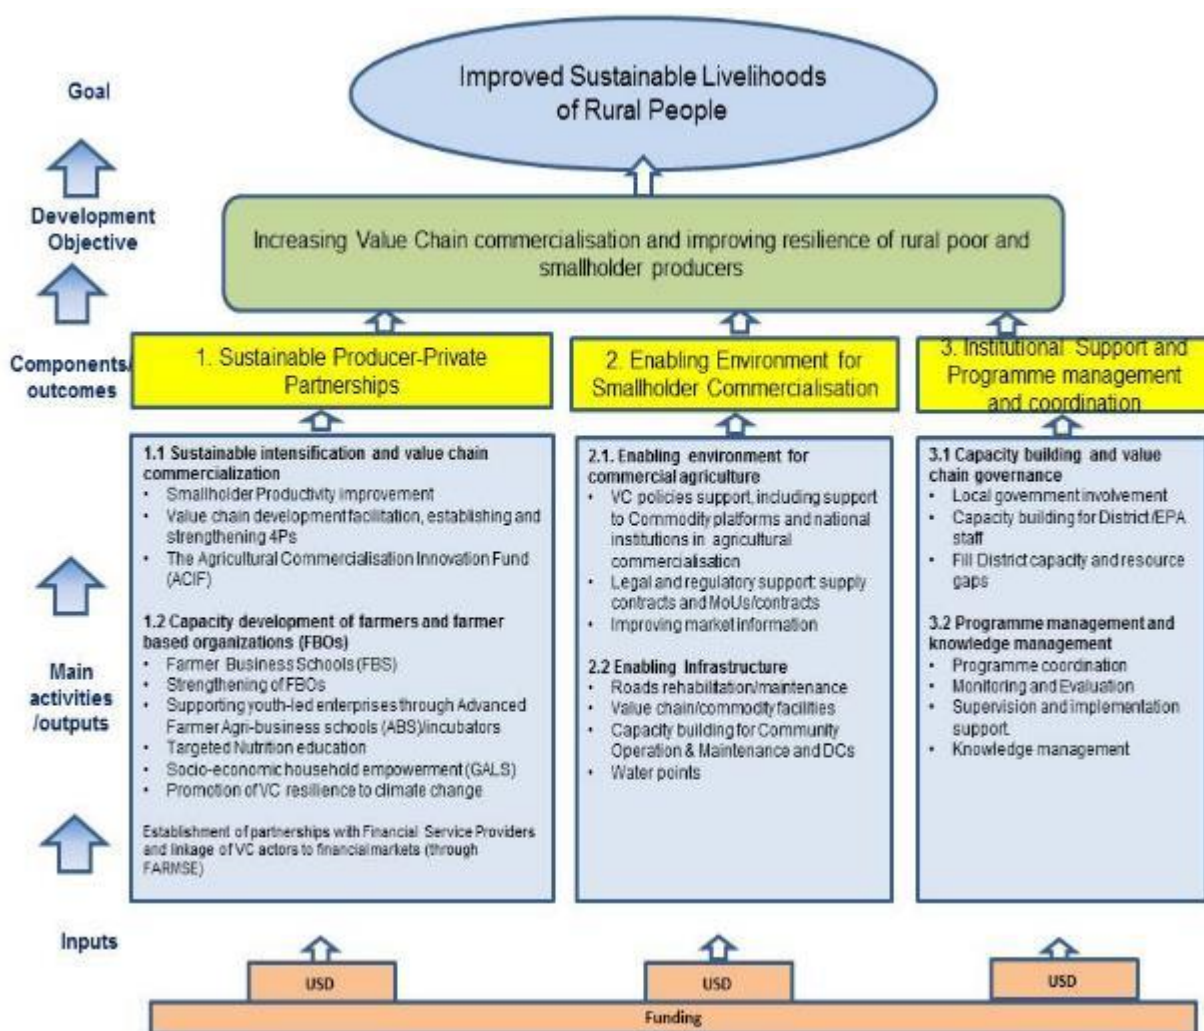 Goal
Improved Sustainable Livelihoods
of Rural People
Development
Objective
Increasing Value Chain commercialisation and improving resilience of rural poor and
smallholder producers
Components/
outcomes
1. Sustainable Producer-Private
Partnerships
2. Enabling Environment for
Smallholder Commercialisation
3. Institutional Support and
Programme management
and coordination
Main
activities
/outputs
1.1 Sustainable intensification and value chain
commercialization
• Smallholder Productivity improvement
• Value chain development facilitation, establishing and
strengthening 4Ps
• The Agricultural Commercialisation Innovation Fund
(ACIF)
1.2 Capacity development of farmers and farmer
based organizations (FBOs)
• Farmer Business Schools (FBS)
• Strengthening of FBOs
• Supporting youth-led enterprises through Advanced
Farmer Agri-business schools (ABS)/incubators
• Targeted Nutrition education
• Socio-economic household empowerment (GALS)
• Promotion of VC resilience to climate change
Establishment of partnerships with Financial Service Providers
and linkage of VC actors to financial markets (through
FARMSE)
2.1. Enabling environment for
commercial agriculture
• VC policies support, including support
to Commodity platforms and national
institutions in agricultural
commercialisation
• Legal and regulatory support: supply
contracts and MoUs/contracts
• Improving market information
2.2 Enabling Infrastructure
• Roads rehabilitation/maintenance
• Value chain/commodity facilities
• Capacity building for Community
Operation & Maintenance and DCs
• Water points
3.1 Capacity building and value
chain governance
• Local government involvement
• Capacity building for District/EPA
staff
• Fill District capacity and resource
gaps
3.2 Programme management and
knowledge management
• Programme coordination
• Monitoring and Evaluation
• Supervision and implementation
support.
• Knowledge management
Inputs
USD
USD
USD
Funding